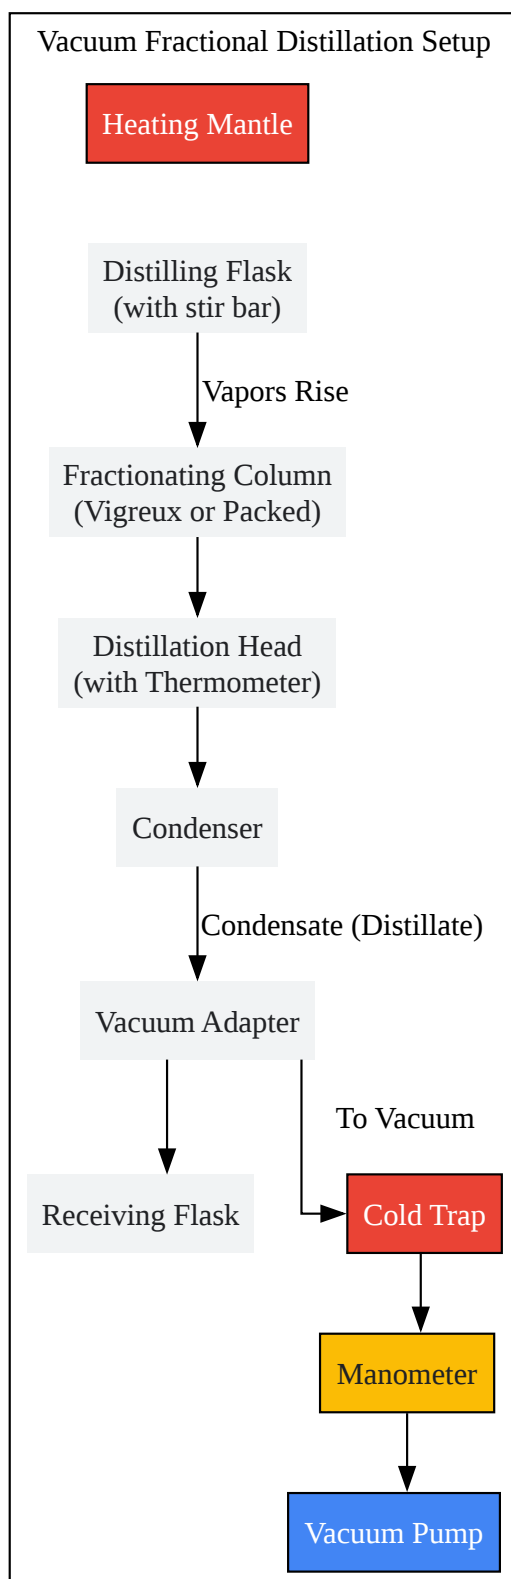 Vacuum Fractional Distillation Setup
Heating Mantle
Distilling Flask
(with stir bar)
Vapors Rise
Fractionating Column
(Vigreux or Packed)
Distillation Head
(with Thermometer)
Condenser
Condensate (Distillate)
Vacuum Adapter
To Vacuum
Receiving Flask
Cold Trap
Manometer
Vacuum Pump